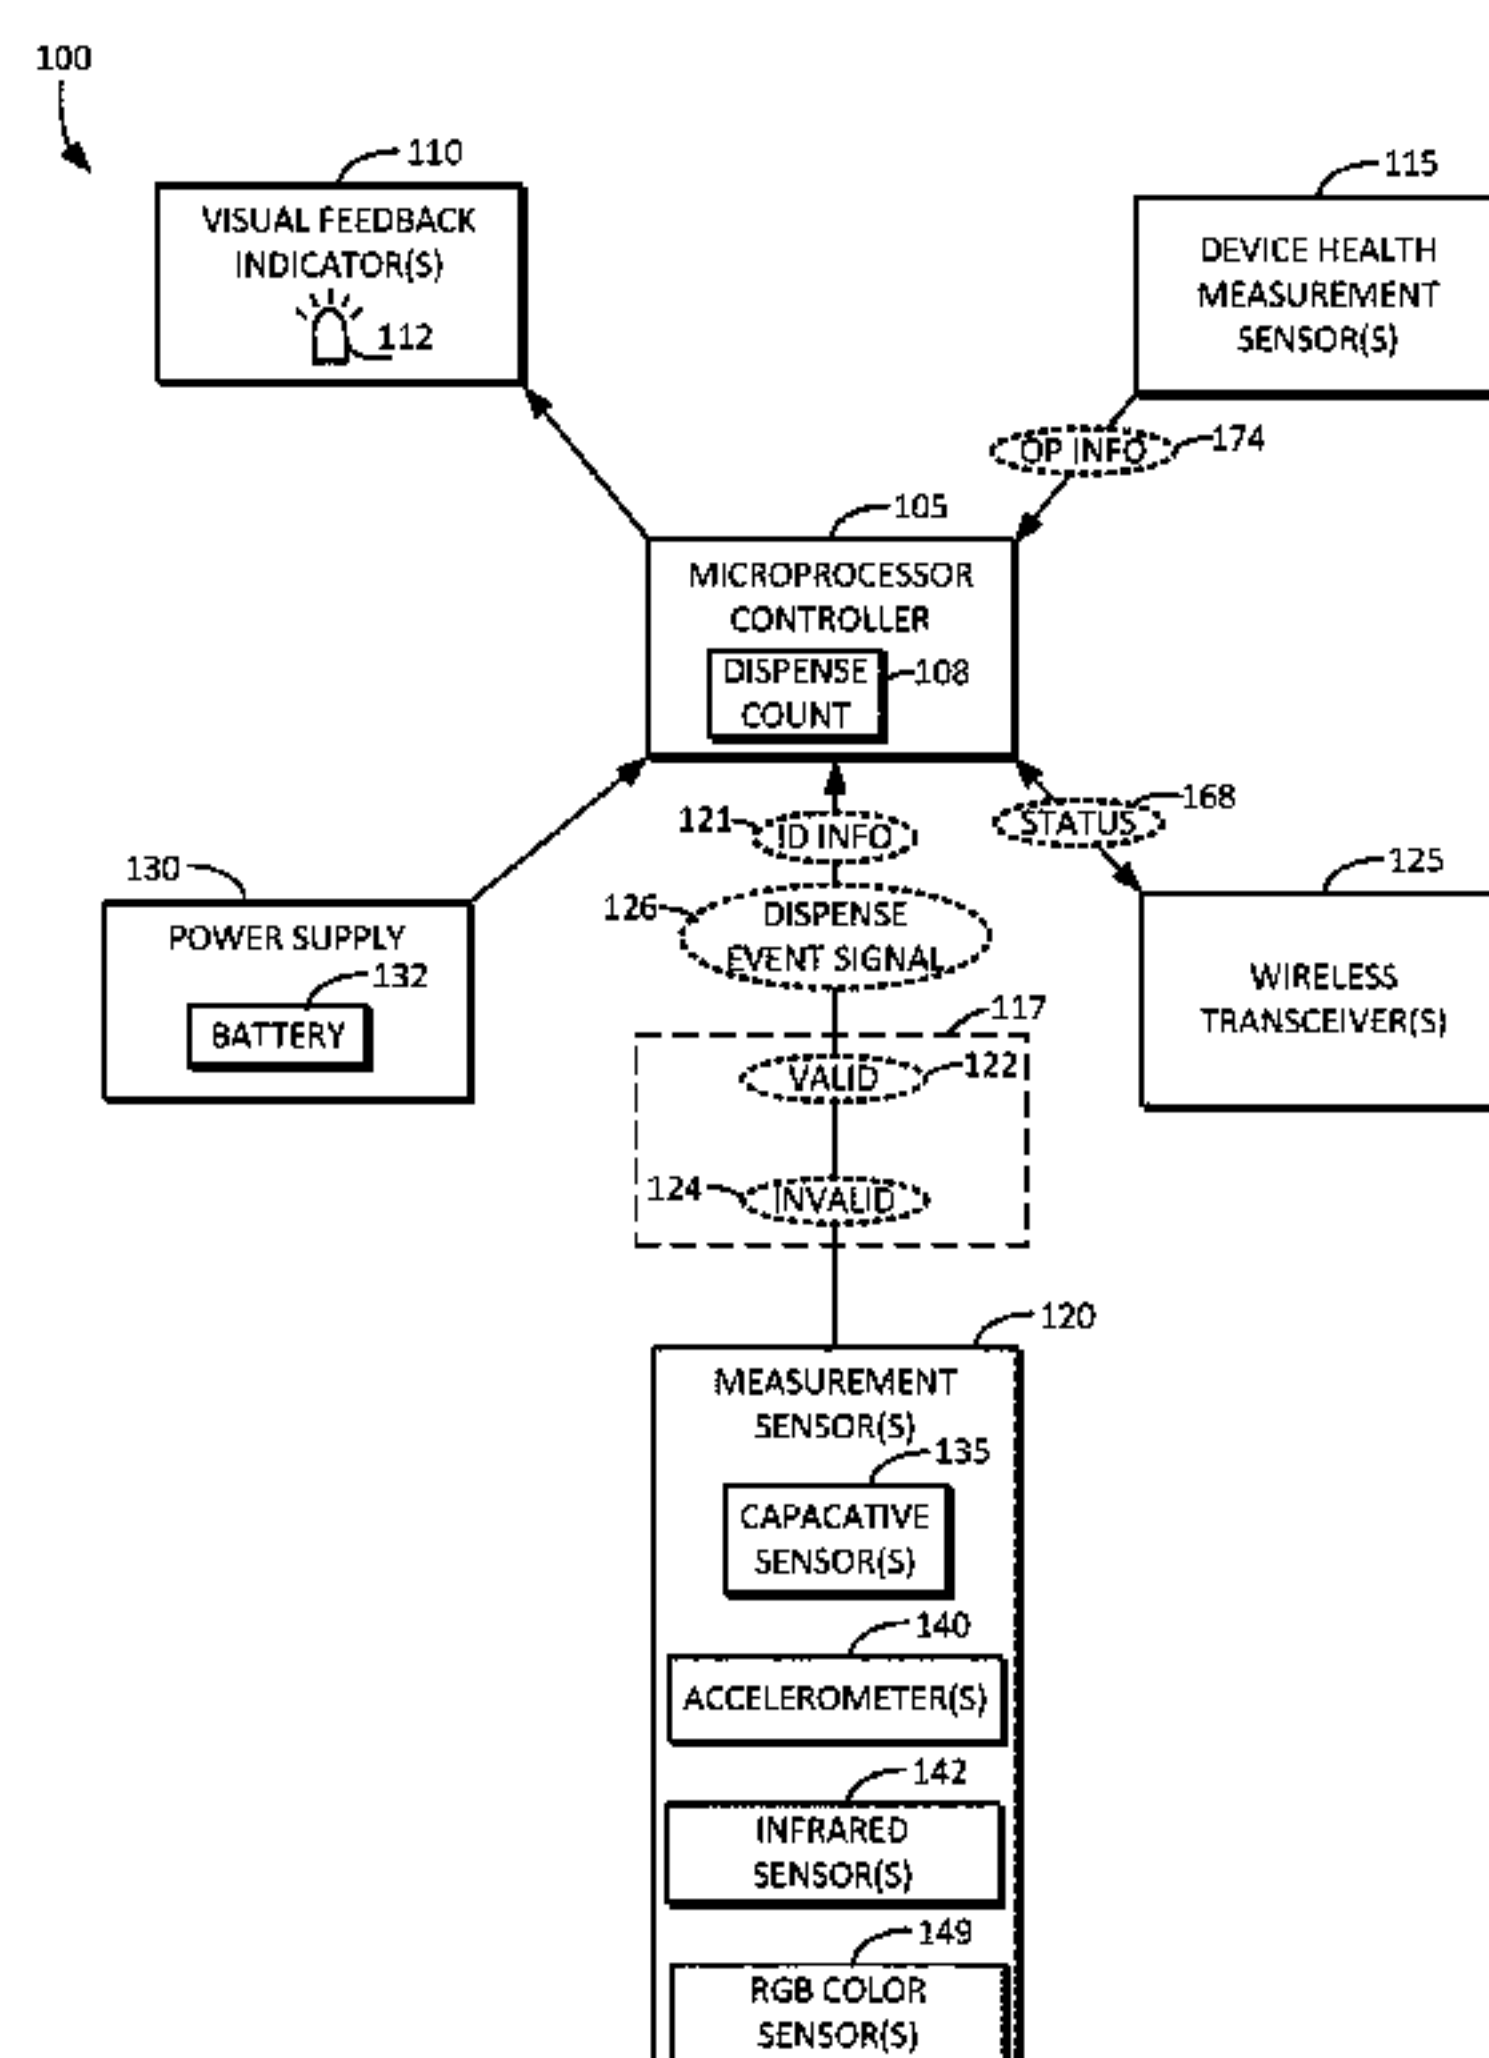 100
110
VISUAL FEEDBACK
INDICATOR(S)
112
115
DEVICE HEALTH
MEASUREMENT
SENSOR(S)
OP INFO
174
105
MICROPROCESSOR
CONTROLLER
DISPENSE
COUNT
108
121
ID INFO
168
STATUS
130
POWER SUPPLY
132
BATTERY
126
DISPENSE
EVENT SIGNAL
125
WIRELESS
TRANSCEIVER(S)
117
VALID
122
124
INVALID
120
MEASUREMENT
SENSOR(S)
135
CAPACATIVE
SENSOR(S)
140
ACCELEROMETER(S)
142
INFRARED
SENSOR(S)
149
RGB COLOR
SENSOR(S)